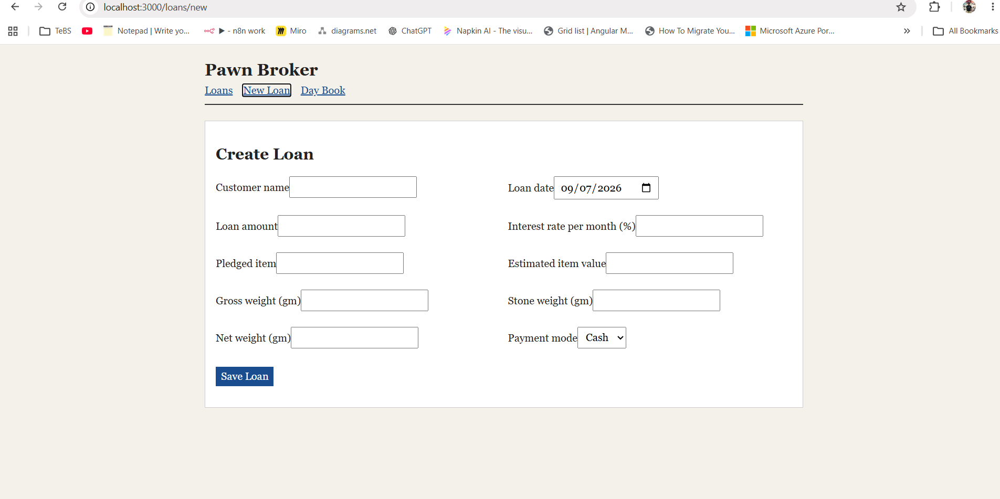 localhost:3000/loans/new
TeBS
Notepad | Write yo...
- n8n work
Miro
diagrams.net
ChatGPT
Napkin AI - The visu...
Grid list | Angular M...
How To Migrate You...
Microsoft Azure Por...
»
All Bookmarks
Pawn Broker
Loans New Loan Day Book
Create Loan
Customer name
Loan date 09/07/2026
Loan amount
Interest rate per month (%)
Pledged item
Estimated item value
Gross weight (gm)
Stone weight (gm)
Net weight (gm)
Payment mode Cash
Save Loan